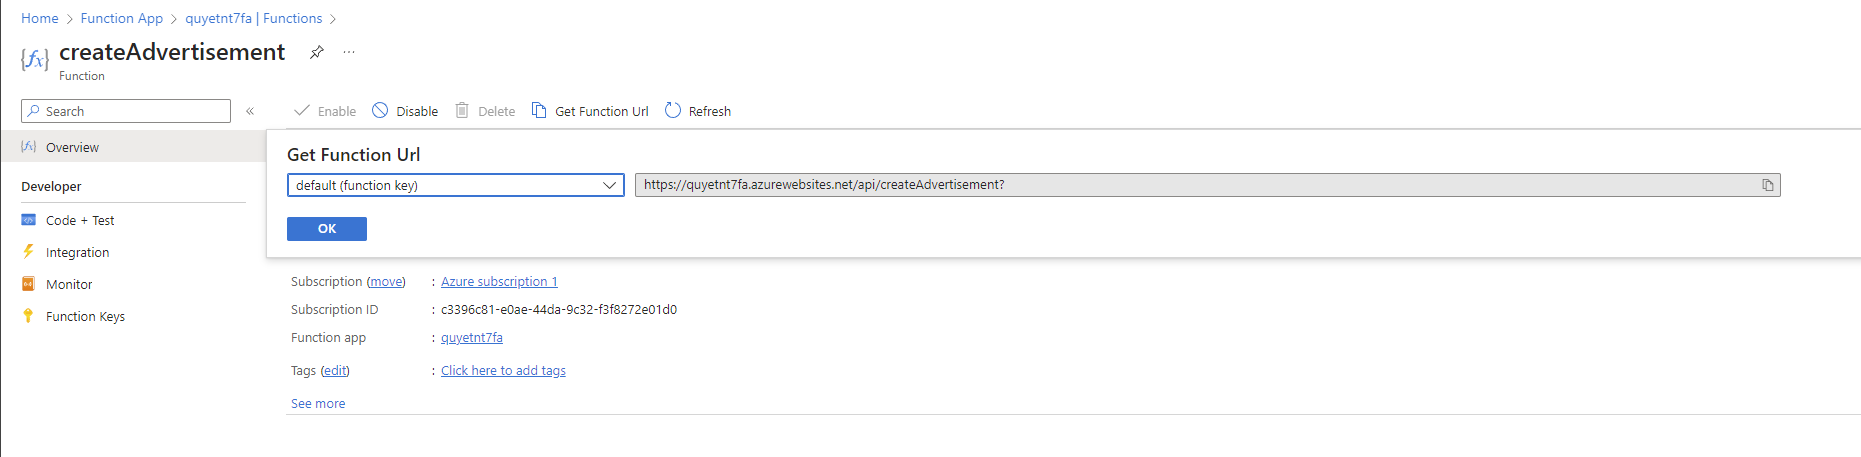 Home > Function App > quyetnt7fa | Functions >
createAdvertisement ...
Function
Search «
Enable Disable Delete Get Function Url Refresh
Overview
Get Function Url
default (function key) https://quyetnt7fa.azurewebsites.net/api/createAdvertisement?
OK
Developer
Code + Test
Integration
Monitor
Function Keys
Subscription (move) : Azure subscription 1
Subscription ID : c3396c81-e0ae-44da-9c32-f3f8272e01d0
Function app : quyetnt7fa
Tags (edit) : Click here to add tags
See more